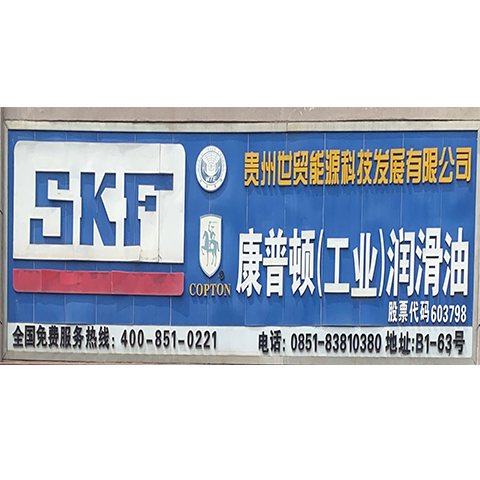 SKF
贵州世贸能源科技发展有限公司
COPTON
康普顿(工业)润滑油
股票代码603798
全国免费服务热线: 400-851-0221
电话: 0851-83810380 地址:B1-63号